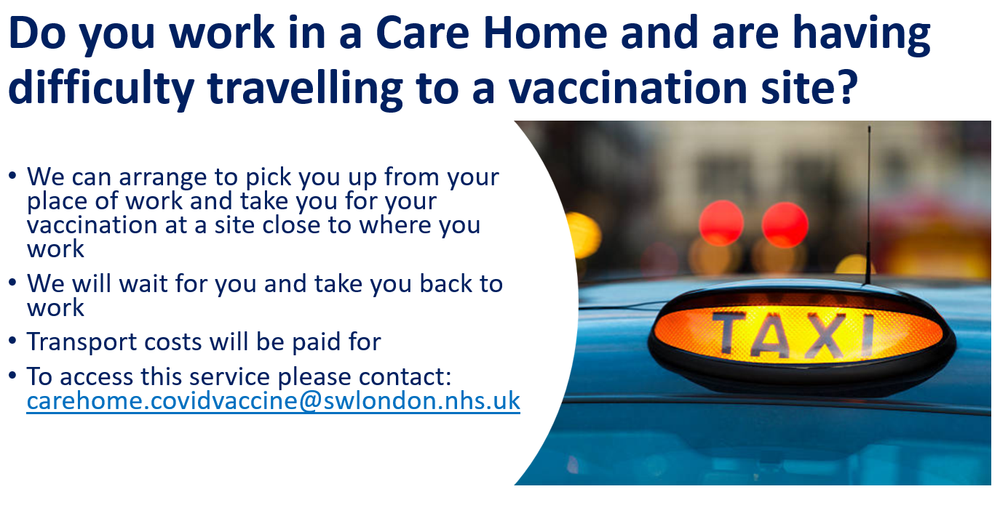 Do you work in a Care Home and are having
difficulty travelling to a vaccination site?
• We can arrange to pick you up from your
place of work and take you for your
vaccination at a site close to where you
work
• We will wait for you and take you back to
work
• Transport costs will be paid for
• To access this service please contact:
carehome.covidvaccine@swlondon.nhs.uk
TAXI